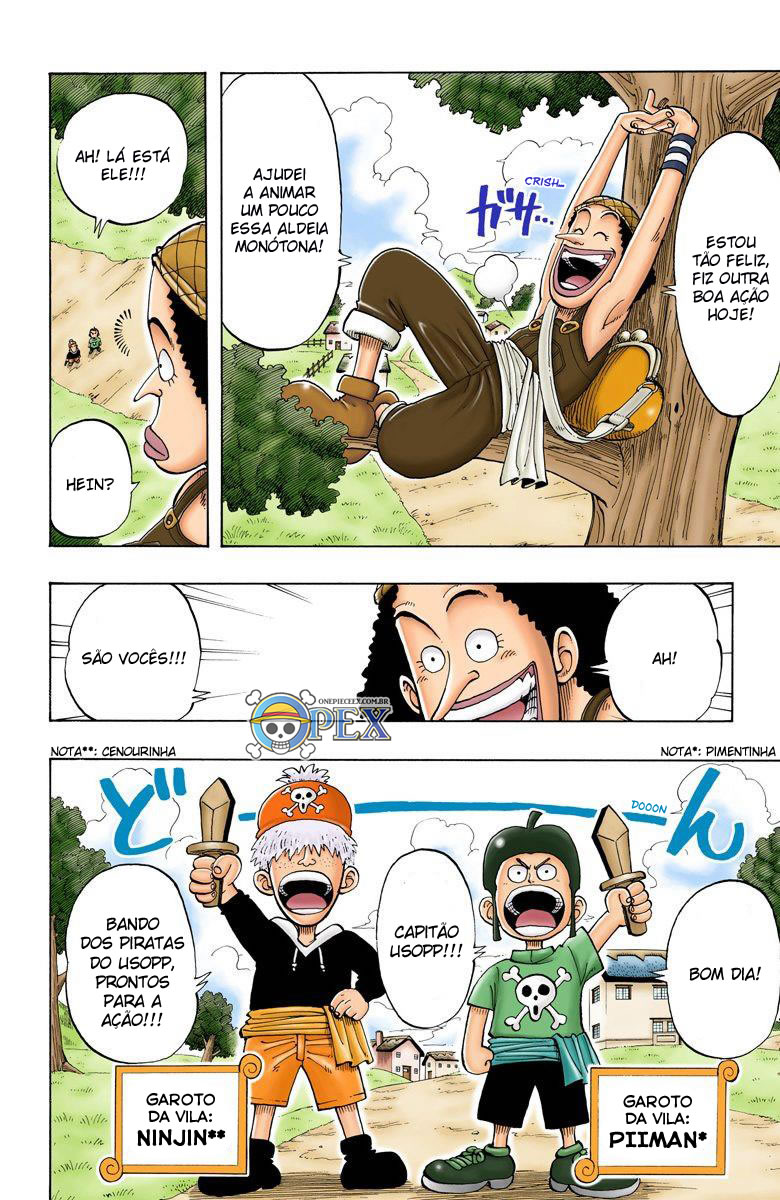 ESTOU
TÃO FELIZ,
FIZ OUTRA
BOA AÇÃO
HOJE!
CRISH...
ガサ...
AJUDEI
A ANIMAR
UM POUCO
ESSA ALDEIA
MONÓTONA!
AH! LÁ ESTÁ
ELE!!!
HEIN?
AH!
SÃO VOCÊS!!!
ONEPIECEEX.COM.BR
OPEX
NOTA*: PIMENTINHA
NOTA**: CENOURINHA
DOOON
どーん
BOM DIA!
CAPITÃO
USOPP!!!
BANDO
DOS PIRATAS
DO USOPP,
PRONTOS
PARA A
AÇÃO!!!
GAROTO
DA VILA:
PIIMAN*
GAROTO
DA VILA:
NINJIN**